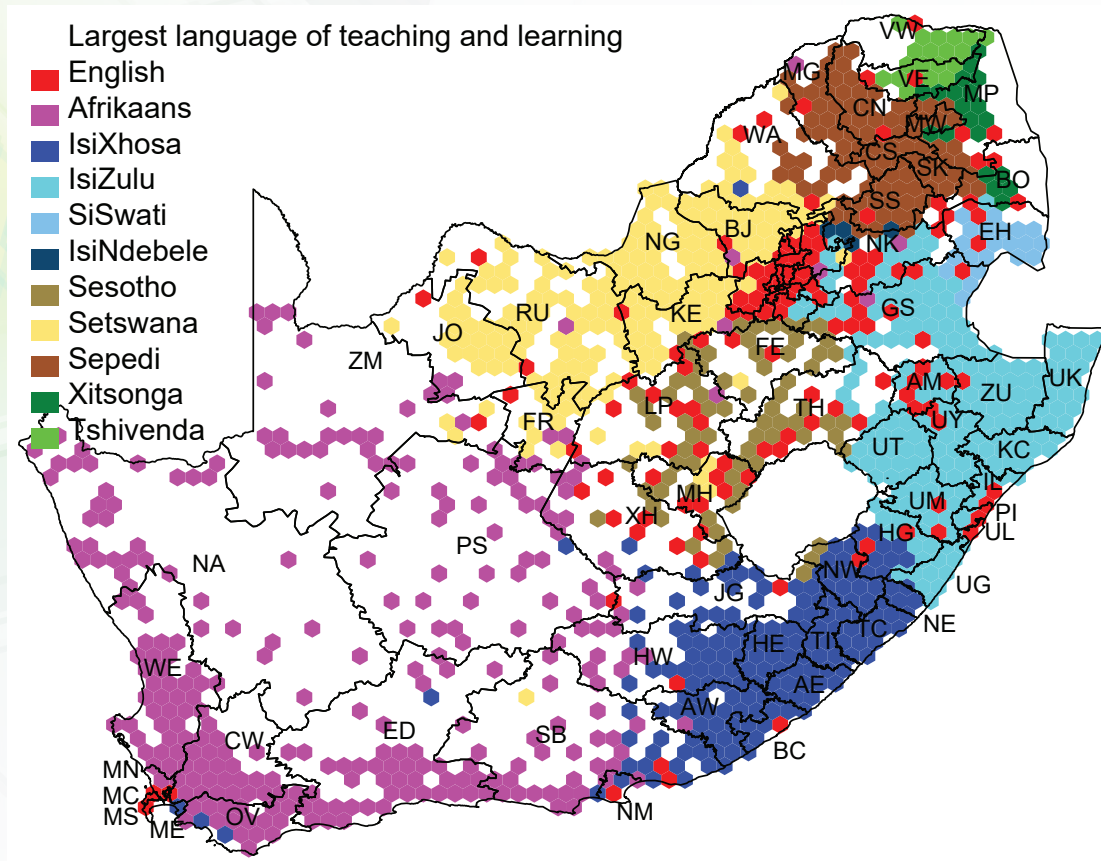 Largest language of teaching and learning
English
Afrikaans
IsiXhosa
IsiZulu
SiSwati
IsiNdebele
Sesotho
Setswana
Sepedi
Xitsonga
Tshivenda
VW
MG
VE
MP
CN
WA
MW
CS
SK
BO
SS
BJ
NG
NK
EH
RU
KE
GS
JO
FE
ZM
AM
ZU
UK
LP
TH
FR
UY
UT
KC
IL
MH
UM
PI
XH
HG
UL
PS
NA
NW
UG
JG
NE
TC
TI
HE
HW
WE
AE
AW
ED
SB
CW
BC
MN
MC
MS
ME
OV
NM